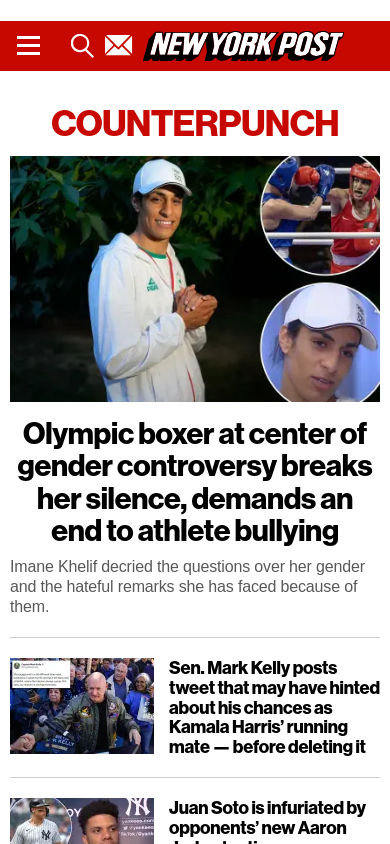 NEW YORK POST
COUNTERPUNCH
Olympic boxer at center of
gender controversy breaks
her silence, demands an
end to athlete bullying
Imane Khelif decried the questions over her gender
and the hateful remarks she has faced because of
them.
Sen. Mark Kelly posts
tweet that may have hinted
about his chances as
Kamala Harris’ running
mate — before deleting it
Juan Soto is infuriated by
opponents’ new Aaron